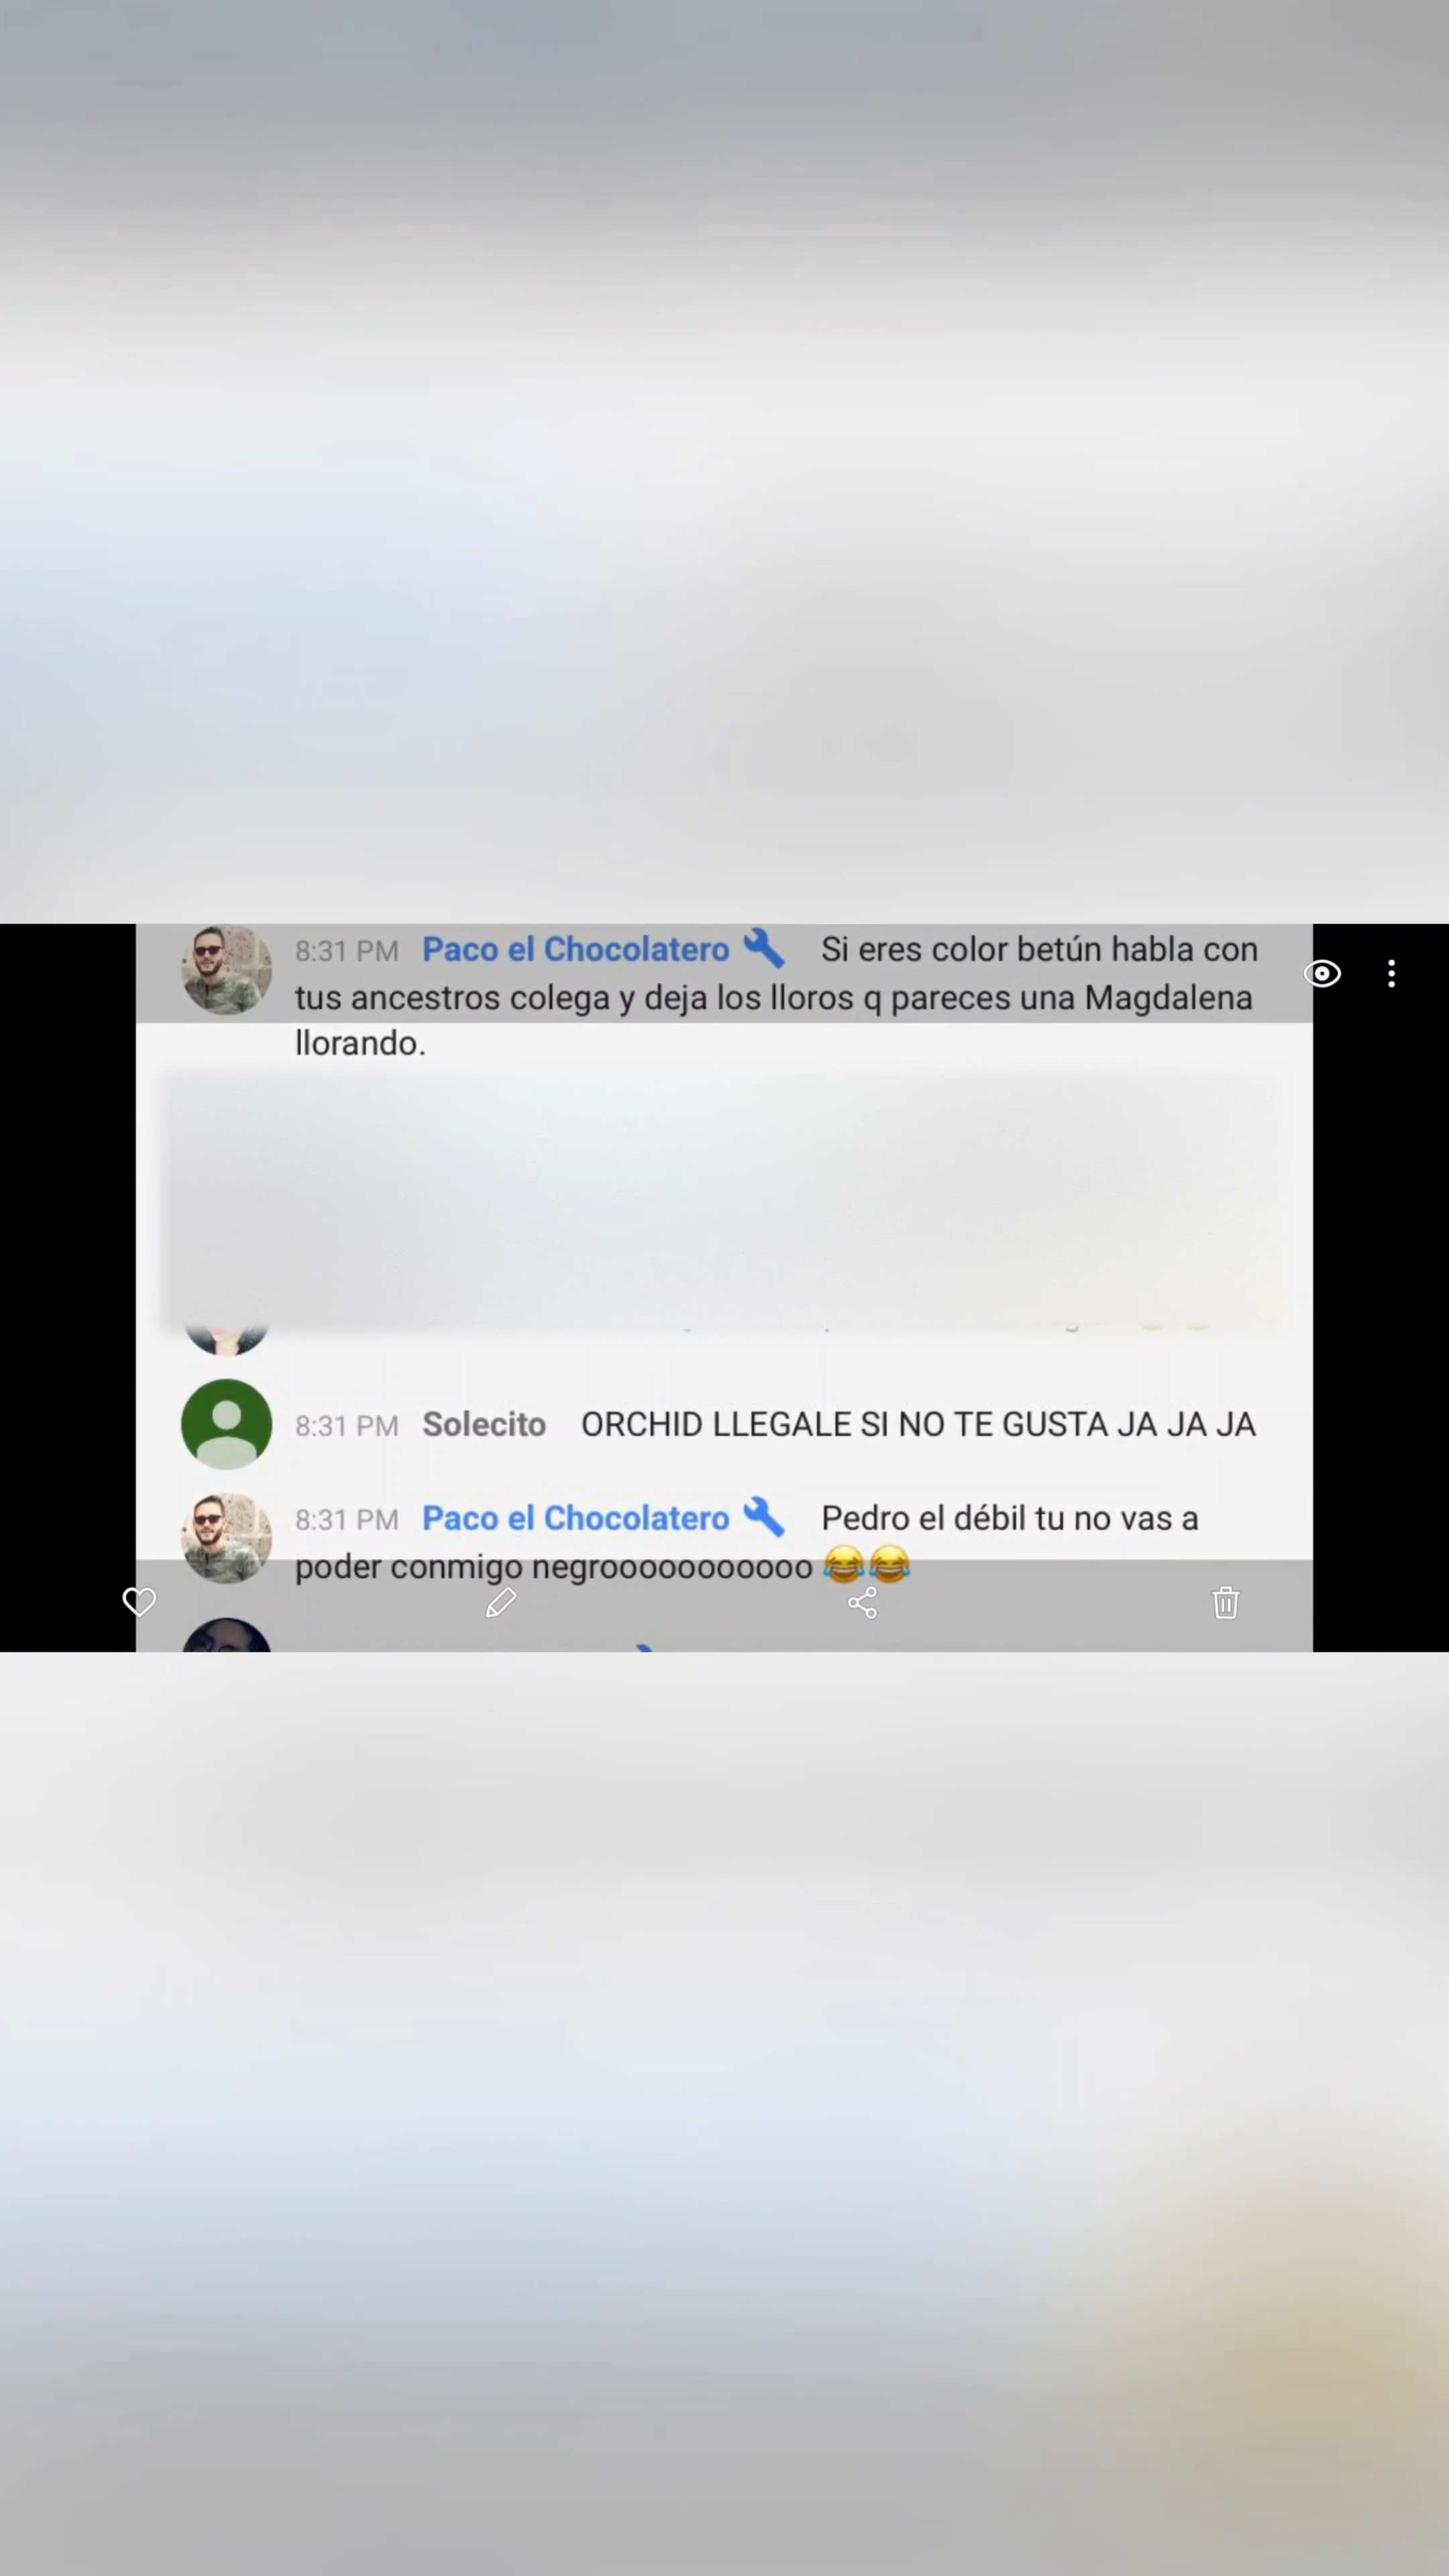 8:31 PM Paco el Chocolatero Si eres color betún habla con
tus ancestros colega y deja los lloros q pareces una Magdalena
llorando.
8:31 PM Solecito ORCHID LLEGALE SI NO TE GUSTA JA JA JA
8:31 PM Paco el Chocolatero Pedro el débil tu no vas a
poder conmigo negrooooooooooo 😂😂